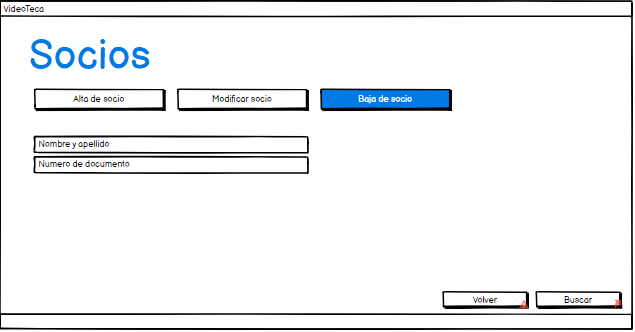 VideoTeca
Socios
Alta de socio
Modificar socio
Baja de socio
Nombre y apellido
Numero de documento
Volver
Buscar